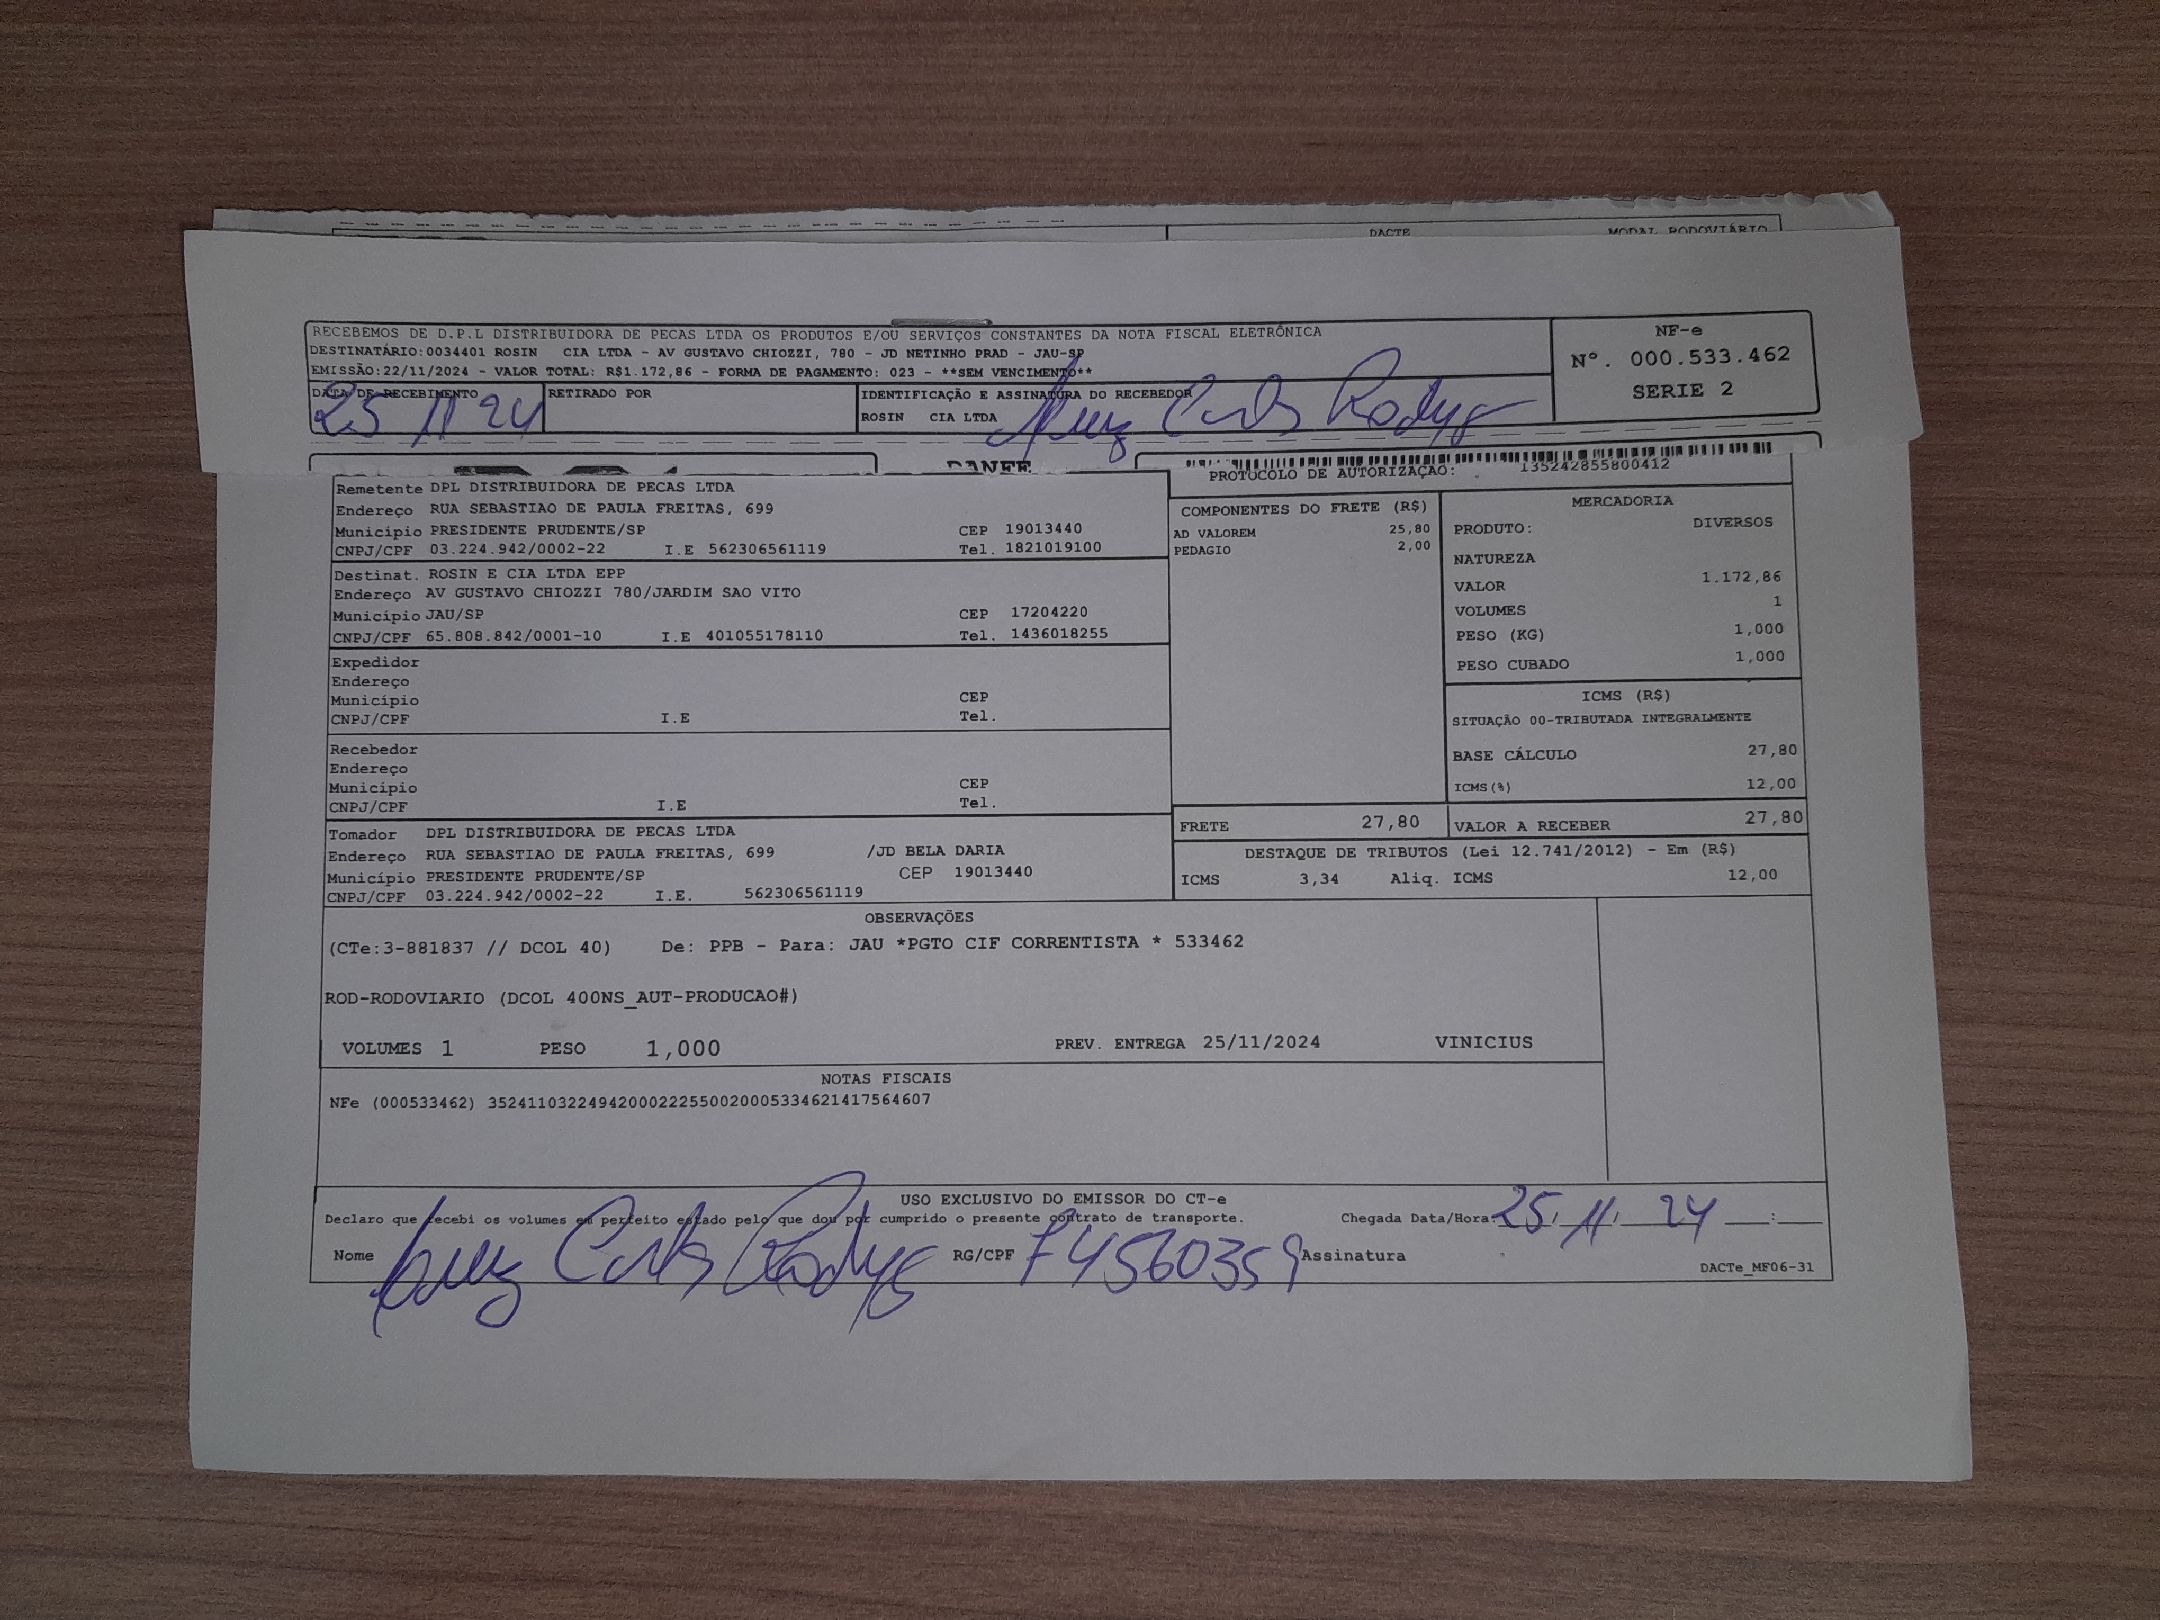 DACTE MODAL RODOVIÁRIO
RECEBEMOS DE D.P.L DISTRIBUIDORA DE PECAS LTDA OS PRODUTOS E/OU SERVIÇOS CONSTANTES DA NOTA FISCAL ELETRÔNICA
DESTINATÁRIO:0034401 ROSIN CIA LTDA - AV GUSTAVO CHIOZZI, 780 - JD NETINHO PRAD - JAU-SP
EMISSÃO:22/11/2024 - VALOR TOTAL: R$1.172,86 - FORMA DE PAGAMENTO: 023 - **SEM VENCIMENTO**
NF-e
Nº. 000.533.462
SERIE 2
DATA DE RECEBIMENTO
25 11 24
RETIRADO POR
IDENTIFICAÇÃO E ASSINATURA DO RECEBEDOR
ROSIN CIA LTDA
DANFE
PROTOCOLO DE AUTORIZAÇÃO: 135242855800412
Remetente DPL DISTRIBUIDORA DE PECAS LTDA
Endereço RUA SEBASTIAO DE PAULA FREITAS, 699
Município PRESIDENTE PRUDENTE/SP CEP 19013440
CNPJ/CPF 03.224.942/0002-22 I.E 562306561119 Tel. 1821019100
Destinat. ROSIN E CIA LTDA EPP
Endereço AV GUSTAVO CHIOZZI 780/JARDIM SAO VITO
Município JAU/SP CEP 17204220
CNPJ/CPF 65.808.842/0001-10 I.E 401055178110 Tel. 1436018255
Expedidor
Endereço
Município CEP
CNPJ/CPF I.E Tel.
Recebedor
Endereço
Município CEP
CNPJ/CPF I.E Tel.
Tomador DPL DISTRIBUIDORA DE PECAS LTDA
Endereço RUA SEBASTIAO DE PAULA FREITAS, 699 /JD BELA DARIA
Município PRESIDENTE PRUDENTE/SP CEP 19013440
CNPJ/CPF 03.224.942/0002-22 I.E. 562306561119
COMPONENTES DO FRETE (R$)
AD VALOREM 25,80
PEDAGIO 2,00
MERCADORIA
PRODUTO: DIVERSOS
NATUREZA
VALOR 1.172,86
VOLUMES 1
PESO (KG) 1,000
PESO CUBADO 1,000
ICMS (R$)
SITUAÇÃO 00-TRIBUTADA INTEGRALMENTE
BASE CÁLCULO 27,80
ICMS(%) 12,00
FRETE 27,80 VALOR A RECEBER 27,80
DESTAQUE DE TRIBUTOS (Lei 12.741/2012) - Em (R$)
ICMS 3,34 Aliq. ICMS 12,00
OBSERVAÇÕES
(CTe:3-881837 // DCOL 40) De: PPB - Para: JAU *PGTO CIF CORRENTISTA * 533462
ROD-RODOVIARIO (DCOL 400NS_AUT-PRODUCAO#)
VOLUMES 1 PESO 1,000 PREV. ENTREGA 25/11/2024 VINICIUS
NOTAS FISCAIS
NFe (000533462) 35241103224942000222550020005334621417564607
USO EXCLUSIVO DO EMISSOR DO CT-e
Declaro que recebi os volumes em perfeito estado pelo que dou por cumprido o presente contrato de transporte. Chegada Data/Hora: 25 11 24
Nome RG/CPF Assinatura
DACTe_MF06-31